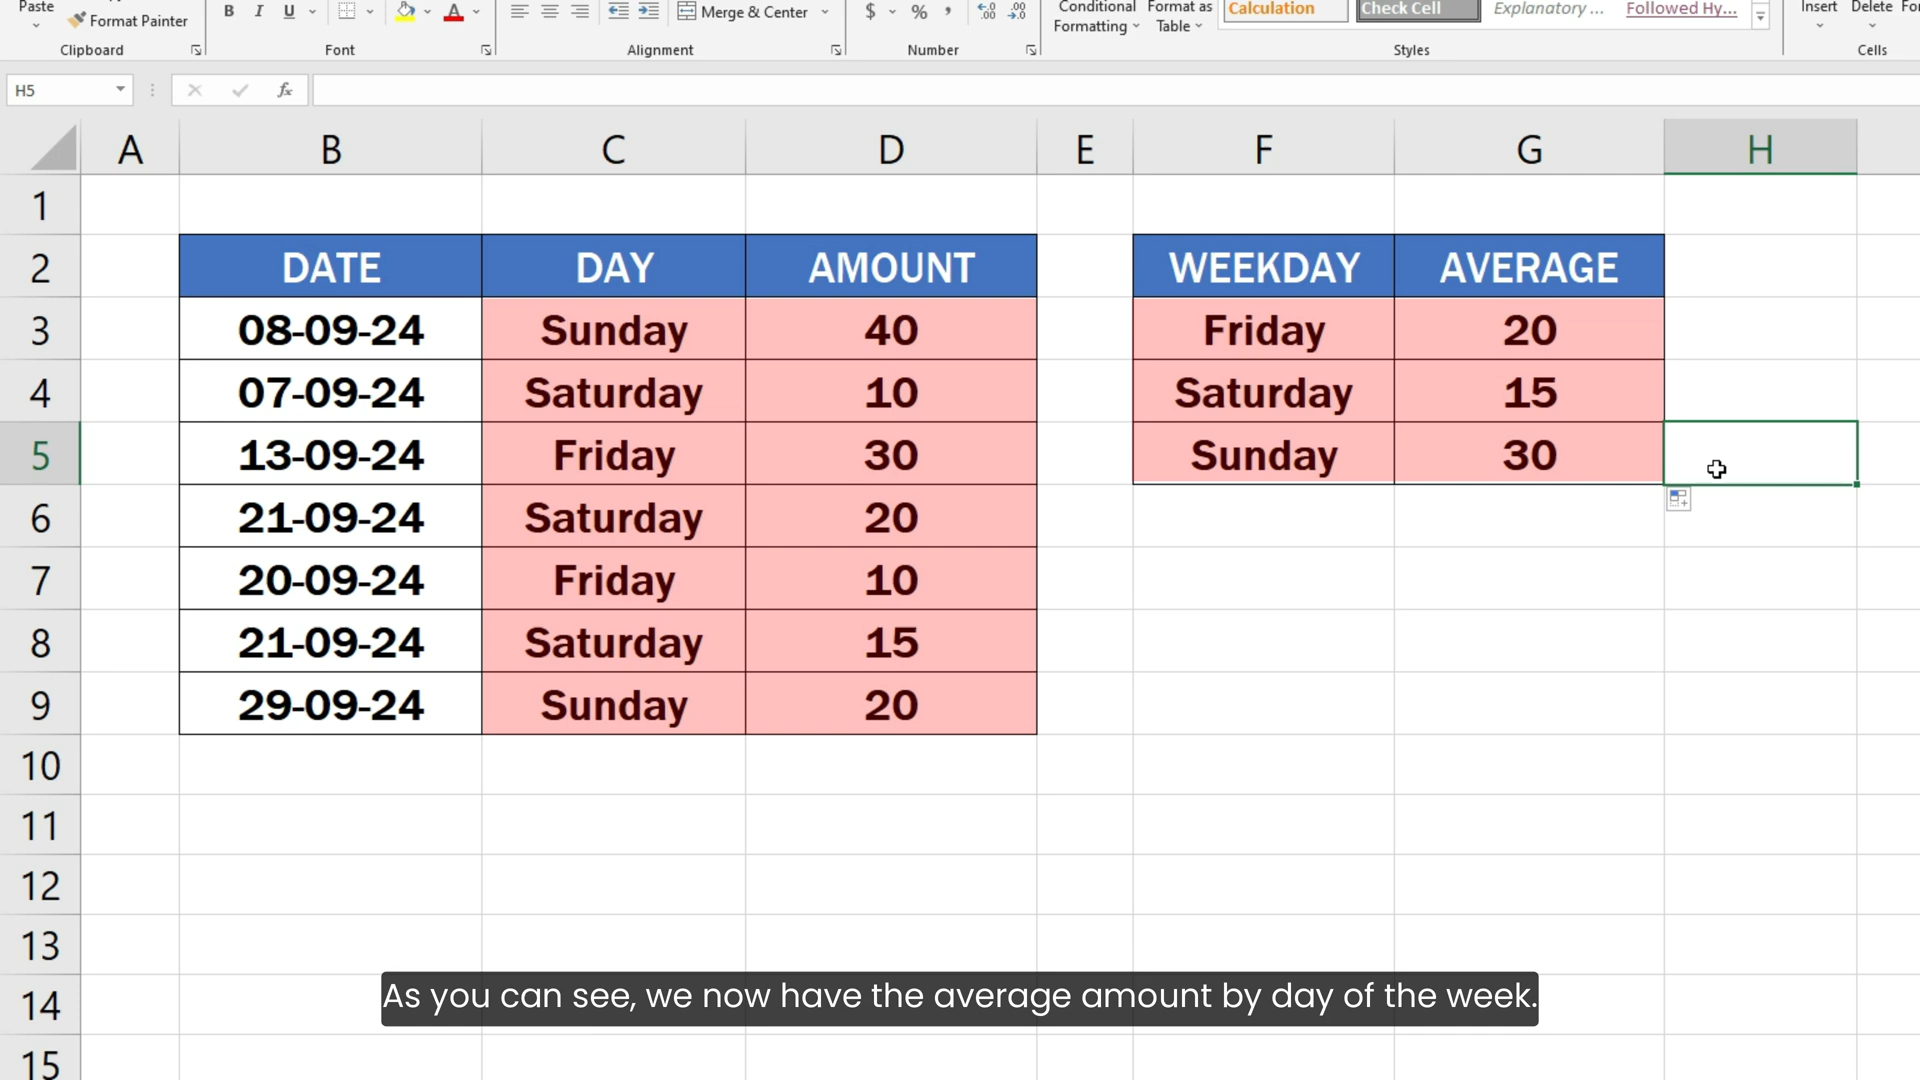 Paste
Format Painter
Clipboard
B I U
A
Font
Merge & Center
Alignment
$ % ,
Number
Conditional
Formatting
Format as
Table
Calculation
Check Cell
Explanatory ...
Followed Hy...
Styles
Insert
Delete
Cells
H5
fx
A B C D E F G H
1
2 DATE DAY AMOUNT WEEKDAY AVERAGE
3 08-09-24 Sunday 40 Friday 20
4 07-09-24 Saturday 10 Saturday 15
5 13-09-24 Friday 30 Sunday 30
6 21-09-24 Saturday 20
7 20-09-24 Friday 10
8 21-09-24 Saturday 15
9 29-09-24 Sunday 20
10
11
12
13
14
15
As you can see, we now have the average amount by day of the week.